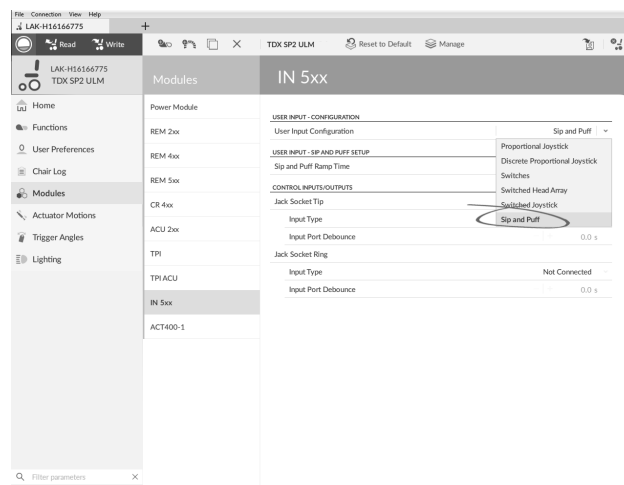 File Connection View Help
LAK-H16166775
+
Read Write TDX SP2 ULM Reset to Default Manage
LAK-H16166775
TDX SP2 ULM
Home
Functions
User Preferences
Chair Log
Modules
Actuator Motions
Trigger Angles
Lighting
Filter parameters
Modules
Power Module
REM 2xx
REM 4xx
REM 5xx
CR 4xx
ACU 2xx
TPI
TPI ACU
IN 5xx
ACT400-1
IN 5xx
USER INPUT - CONFIGURATION
User Input Configuration Sip and Puff
Proportional Joystick
Discrete Proportional Joystick
Switches
Switched Head Array
Switched Joystick
Sip and Puff
USER INPUT - SIP AND PUFF SETUP
Sip and Puff Ramp Time
CONTROL INPUTS/OUTPUTS
Jack Socket Tip
Input Type
Input Port Debounce 0.0 s
Jack Socket Ring
Input Type Not Connected
Input Port Debounce 0.0 s